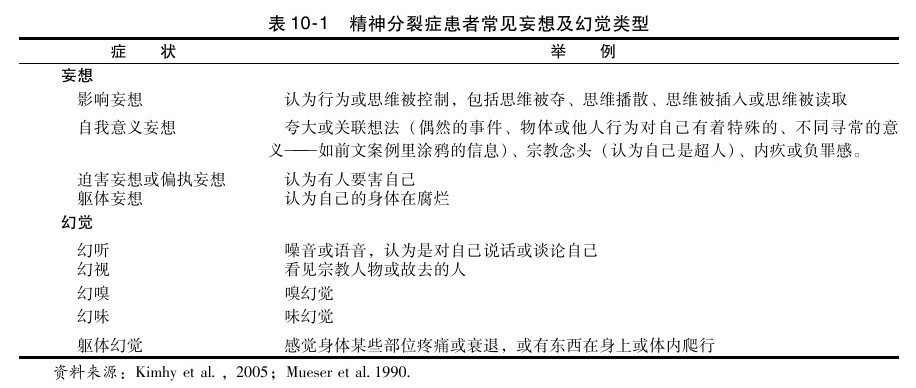 表 10-1 精神分裂症患者常见妄想及幻觉类型
症 状 举 例
妄想
影响妄想 认为行为或思维被控制，包括思维被夺、思维播散、思维被插入或思维被读取
自我意义妄想 夸大或关联想法（偶然的事件、物体或他人行为对自己有着特殊的、不同寻常的意
义——如前文案例里涂鸦的信息）、宗教念头（认为自己是超人）、内疚或负罪感。
迫害妄想或偏执妄想 认为有人要害自己
躯体妄想 认为自己的身体在腐烂
幻觉
幻听 噪音或语音，认为是对自己说话或谈论自己
幻视 看见宗教人物或故去的人
幻嗅 嗅幻觉
幻味 味幻觉
躯体幻觉 感觉身体某些部位疼痛或衰退，或有东西在身上或体内爬行
资料来源：Kimhy et al.，2005；Mueser et al. 1990.